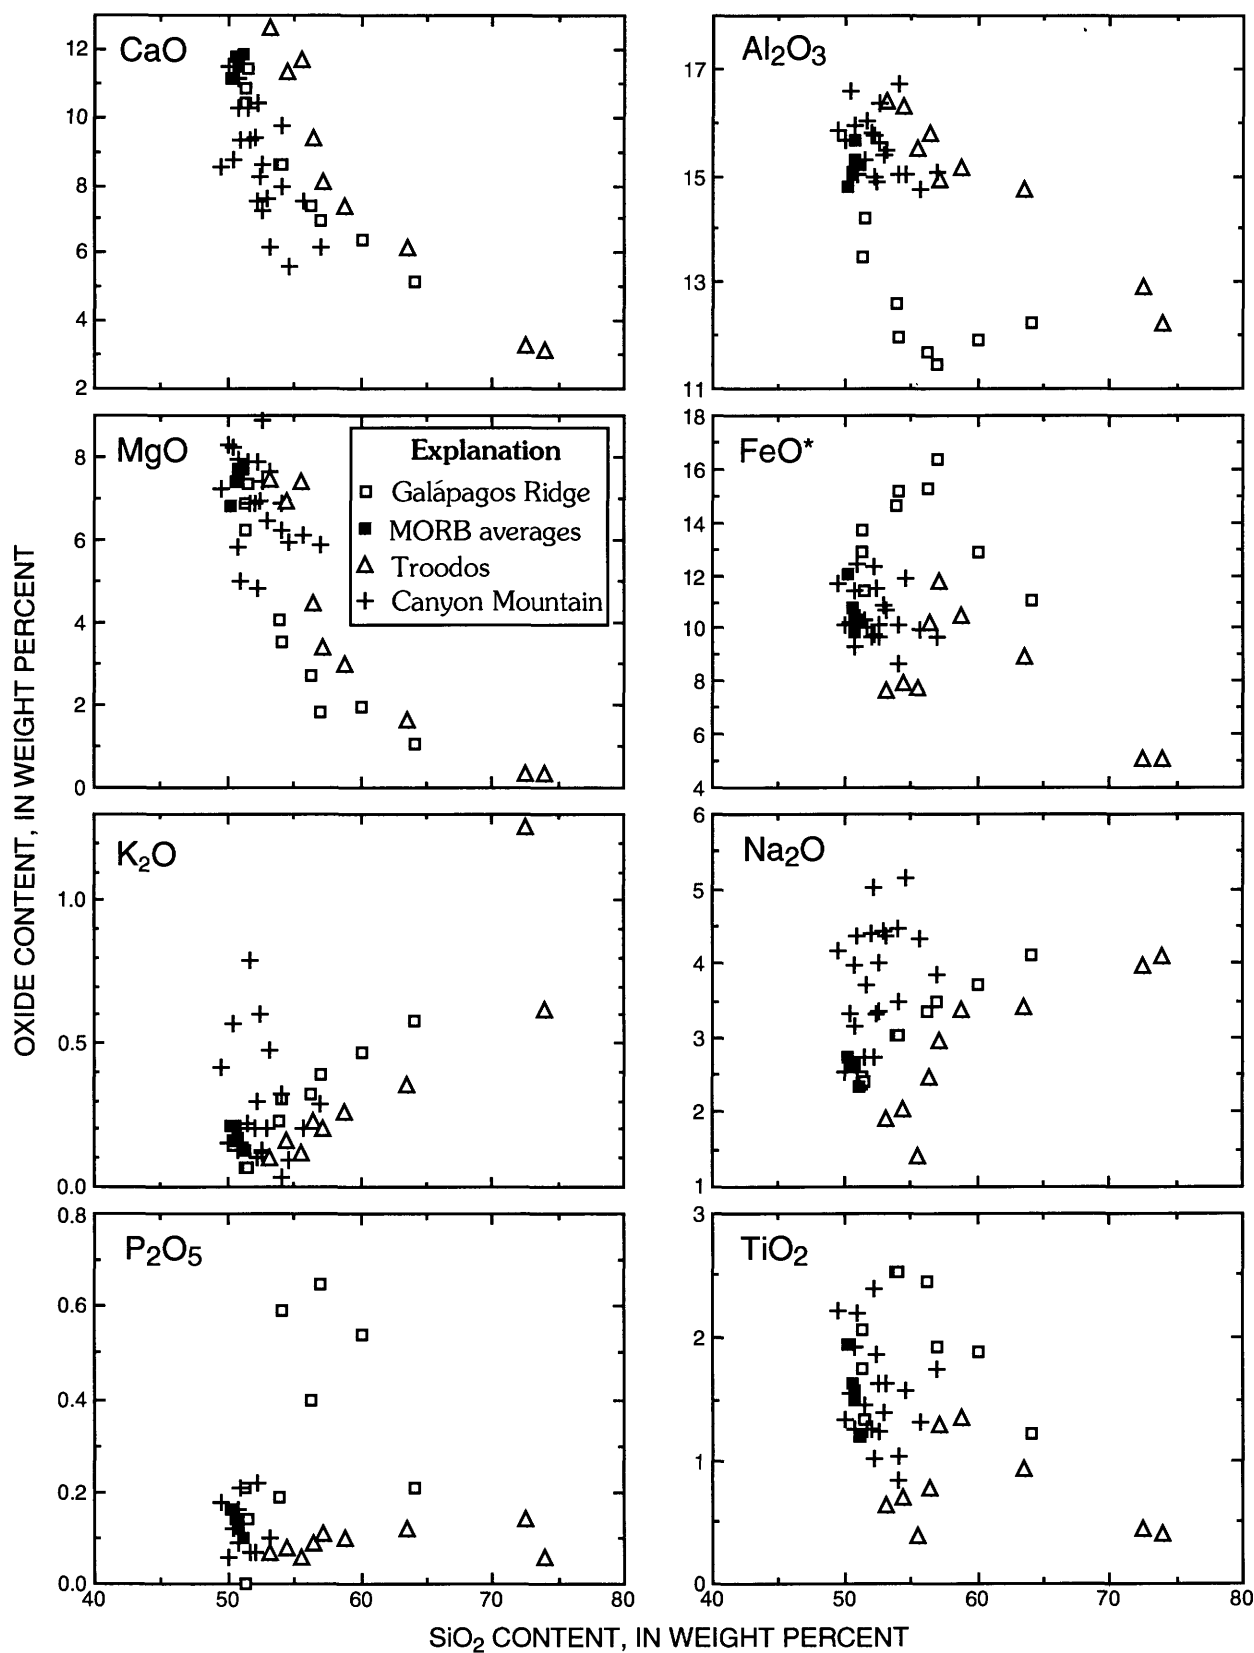 CaO
12
10
8
6
4
2
Al₂O₃
17
15
13
11
MgO
8
6
4
2
0
Explanation
Galápagos Ridge
MORB averages
Troodos
Canyon Mountain
FeO*
18
16
14
12
10
8
6
4
K₂O
1.0
0.5
0.0
Na₂O
6
5
4
3
2
1
P₂O₅
0.8
0.6
0.4
0.2
0.0
40 50 60 70 80
TiO₂
3
2
1
0
40 50 60 70 80
OXIDE CONTENT, IN WEIGHT PERCENT
SiO₂ CONTENT, IN WEIGHT PERCENT